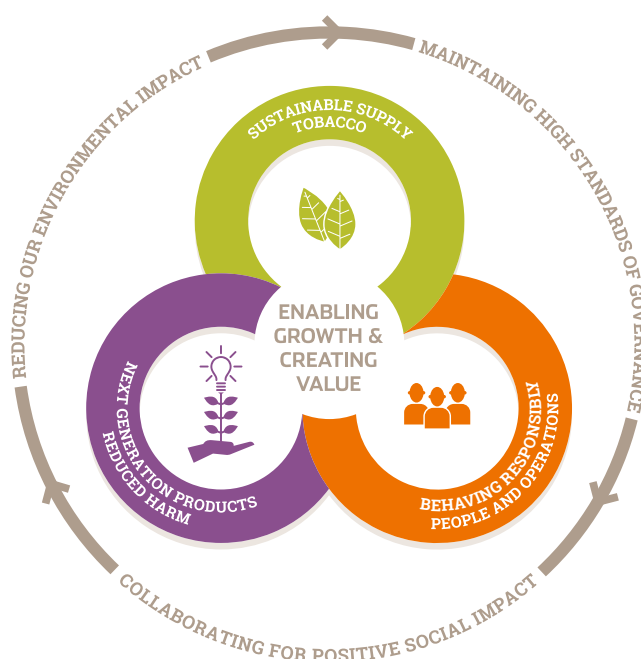 REDUCING OUR ENVIRONMENTAL IMPACT
MAINTAINING HIGH STANDARDS OF GOVERNANCE
SUSTAINABLE SUPPLY
TOBACCO
ENABLING
GROWTH &
CREATING
VALUE
NEXT GENERATION PRODUCTS
REDUCED HARM
BEHAVING RESPONSIBLY
PEOPLE AND OPERATIONS
COLLABORATING FOR POSITIVE SOCIAL IMPACT